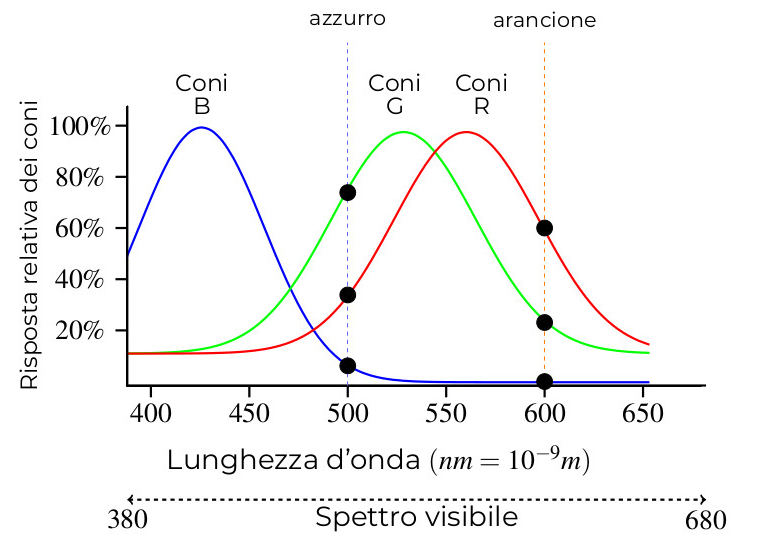 azzurro
arancione
Coni
B
Coni
G
Coni
R
Risposta relativa dei coni
100%
80%
60%
40%
20%
400 450 500 550 600 650
Lunghezza d’onda (nm = 10⁻⁹m)
380 Spettro visibile 680